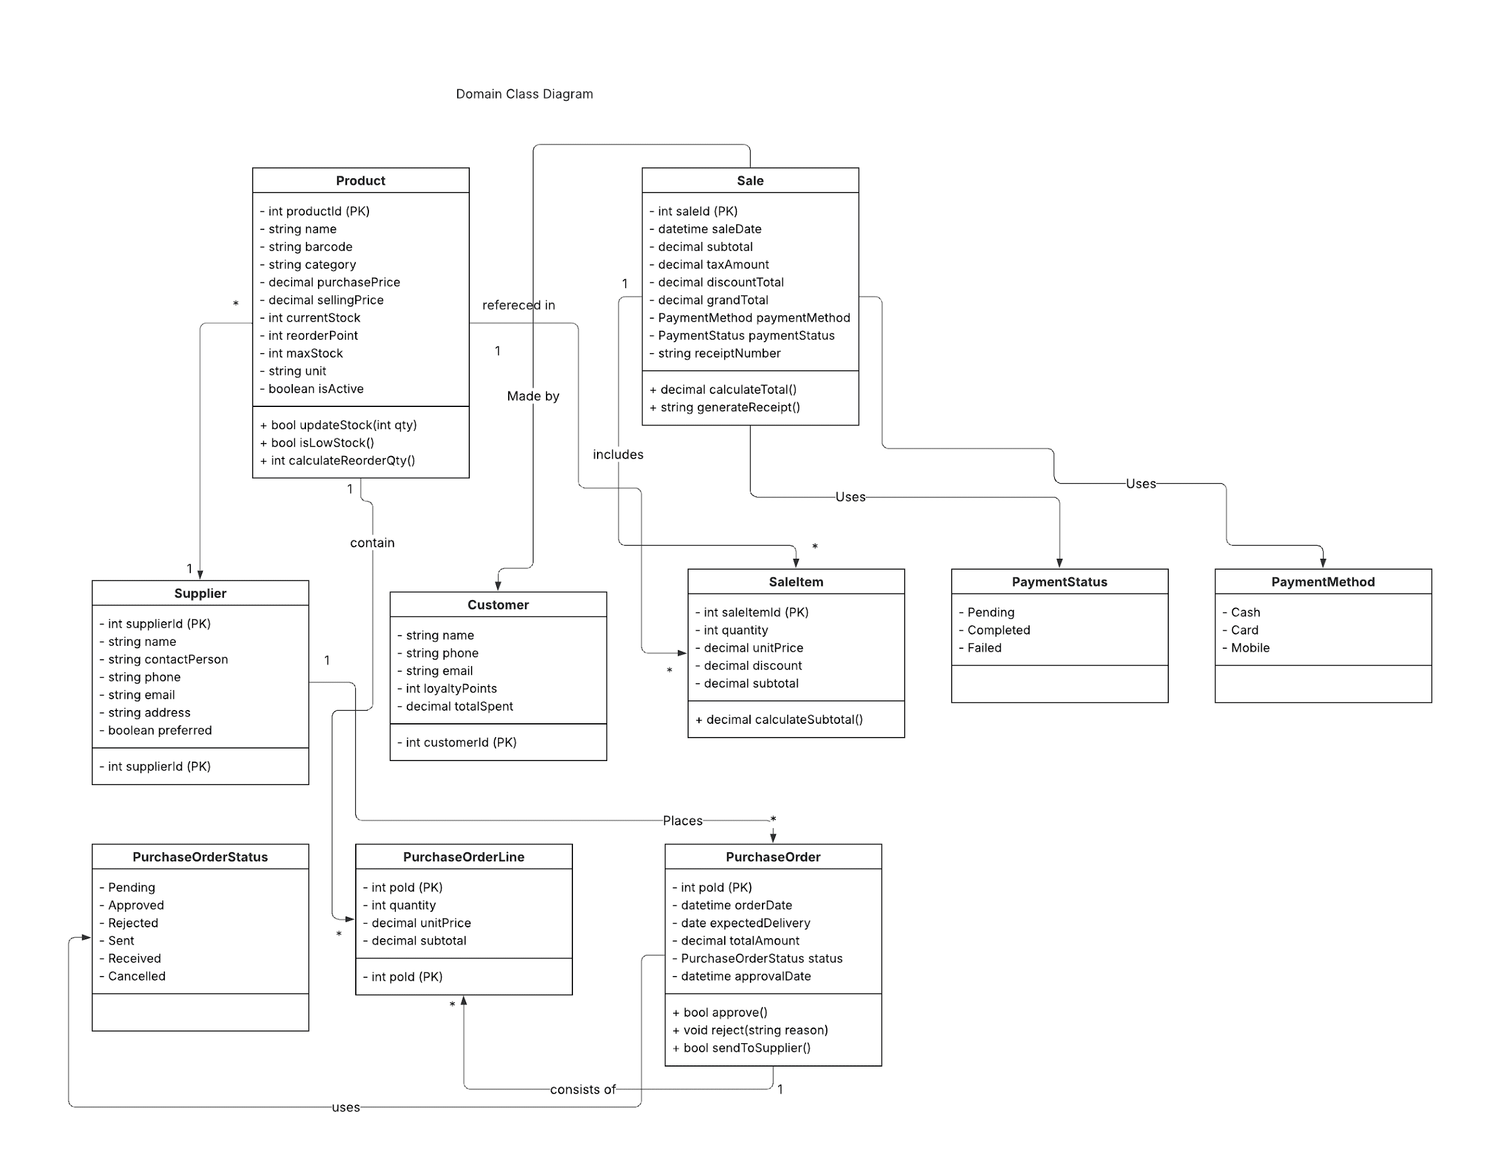 Domain Class Diagram
Product
- int productId (PK)
- string name
- string barcode
- string category
- decimal purchasePrice
- decimal sellingPrice
- int currentStock
- int reorderPoint
- int maxStock
- string unit
- boolean isActive
+ bool updateStock(int qty)
+ bool isLowStock()
+ int calculateReorderQty()
Sale
- int saleId (PK)
- datetime saleDate
- decimal subtotal
- decimal taxAmount
- decimal discountTotal
- decimal grandTotal
- PaymentMethod paymentMethod
- PaymentStatus paymentStatus
- string receiptNumber
+ decimal calculateTotal()
+ string generateReceipt()
*
refereced in
1
1
Made by
includes
Uses
Uses
1
contain
*
1
Supplier
- int supplierId (PK)
- string name
- string contactPerson
- string phone
- string email
- string address
- boolean preferred
- int supplierId (PK)
1
Customer
- string name
- string phone
- string email
- int loyaltyPoints
- decimal totalSpent
- int customerId (PK)
SaleItem
- int saleItemId (PK)
- int quantity
- decimal unitPrice
- decimal discount
- decimal subtotal
+ decimal calculateSubtotal()
*
PaymentStatus
- Pending
- Completed
- Failed
PaymentMethod
- Cash
- Card
- Mobile
Places
*
PurchaseOrderStatus
- Pending
- Approved
- Rejected
- Sent
- Received
- Cancelled
*
PurchaseOrderLine
- int poId (PK)
- int quantity
- decimal unitPrice
- decimal subtotal
- int poId (PK)
*
PurchaseOrder
- int poId (PK)
- datetime orderDate
- date expectedDelivery
- decimal totalAmount
- PurchaseOrderStatus status
- datetime approvalDate
+ bool approve()
+ void reject(string reason)
+ bool sendToSupplier()
consists of
1
uses